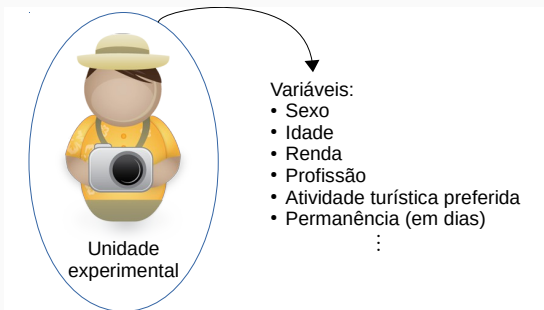 Variáveis:
• Sexo
• Idade
• Renda
• Profissão
• Atividade turística preferida
• Permanência (em dias)
⋮
Unidade
experimental